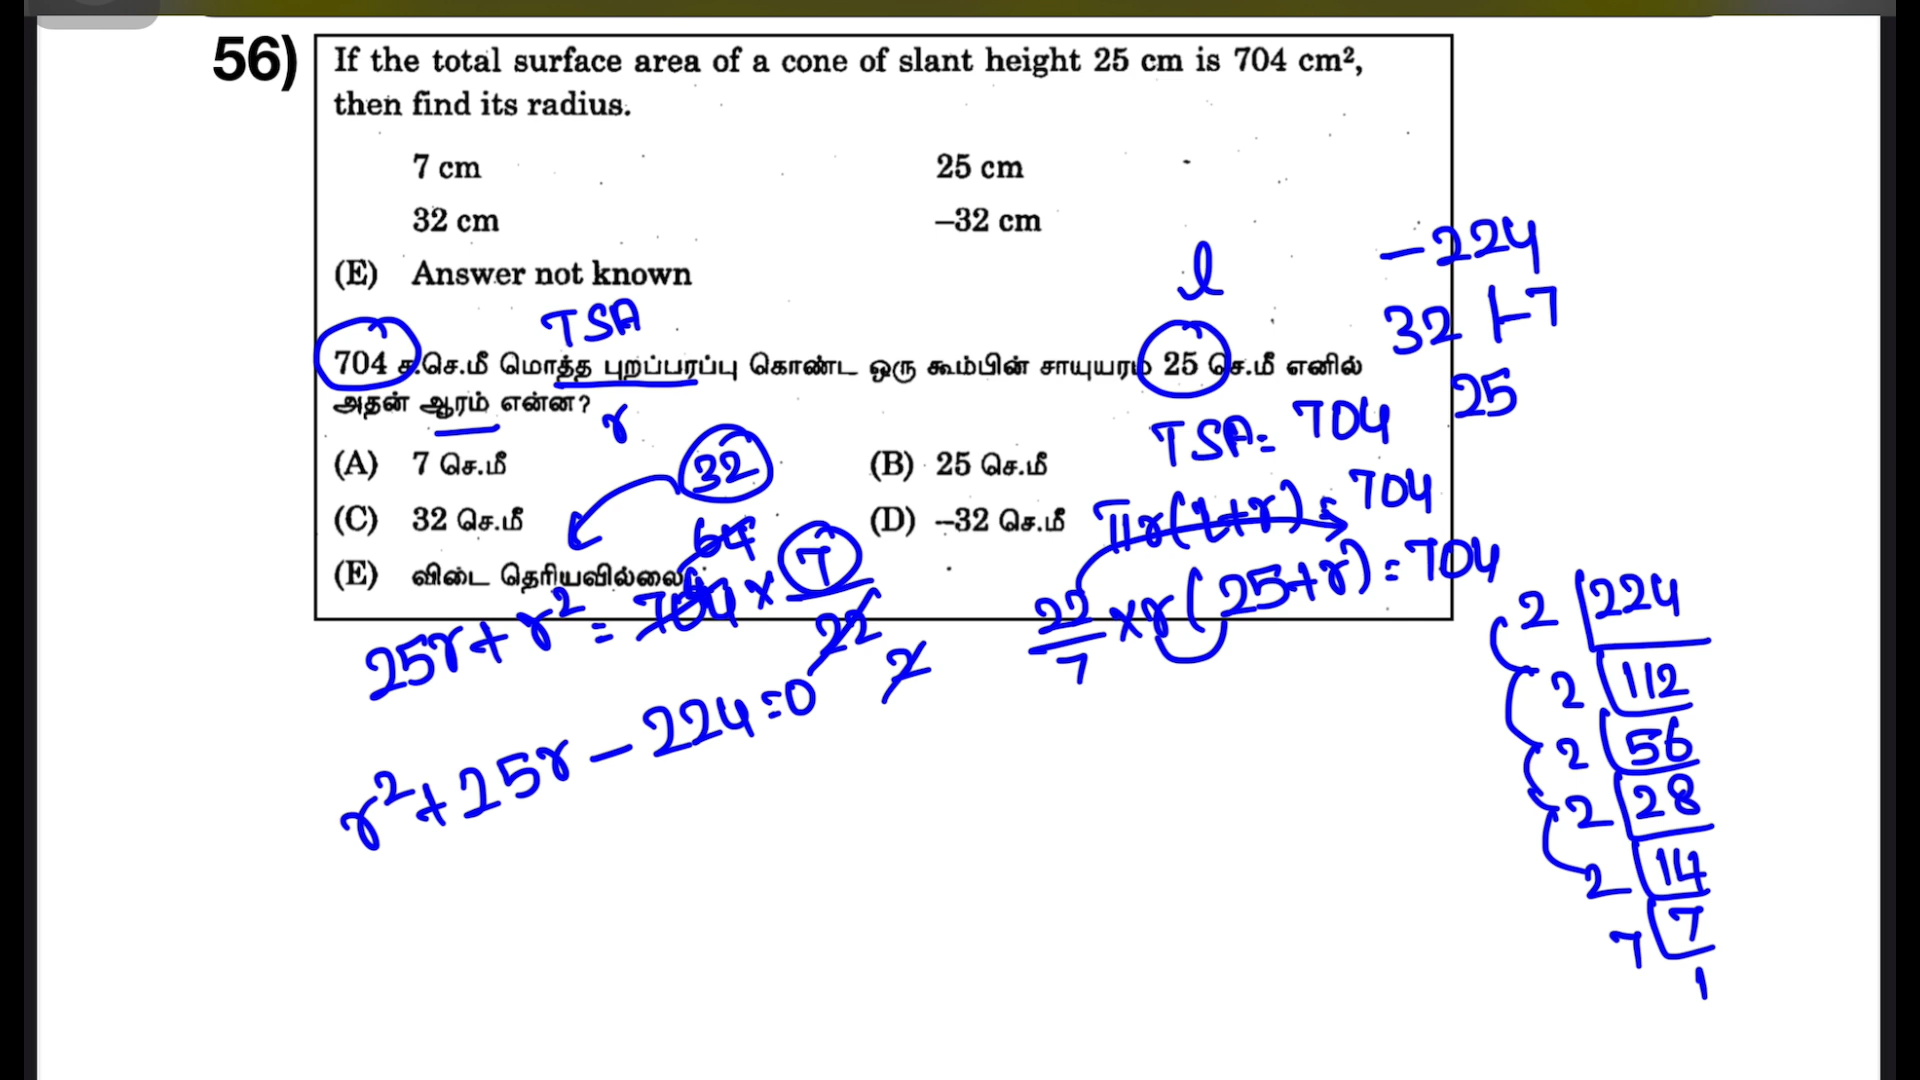 56) If the total surface area of a cone of slant height 25 cm is 704 cm²,
then find its radius.
7 cm 25 cm
32 cm –32 cm
(E) Answer not known
704 ச.செ.மீ மொத்த புறப்பரப்பு கொண்ட ஒரு கூம்பின் சாயுயரம் 25 செ.மீ எனில்
அதன் ஆரம் என்ன?
(A) 7 செ.மீ (B) 25 செ.மீ
(C) 32 செ.மீ (D) –32 செ.மீ
(E) விடை தெரியவில்லை
TSA
l
r
-224
32 | -7
25
TSA = 704
πr(l+r) = 704
22/7 × r(25+r) = 704
32
64
25r + r² = 704 × 7/22
2
r² + 25r - 224 = 0
2 | 224
2 | 112
2 | 56
2 | 28
2 | 14
7 | 7
1